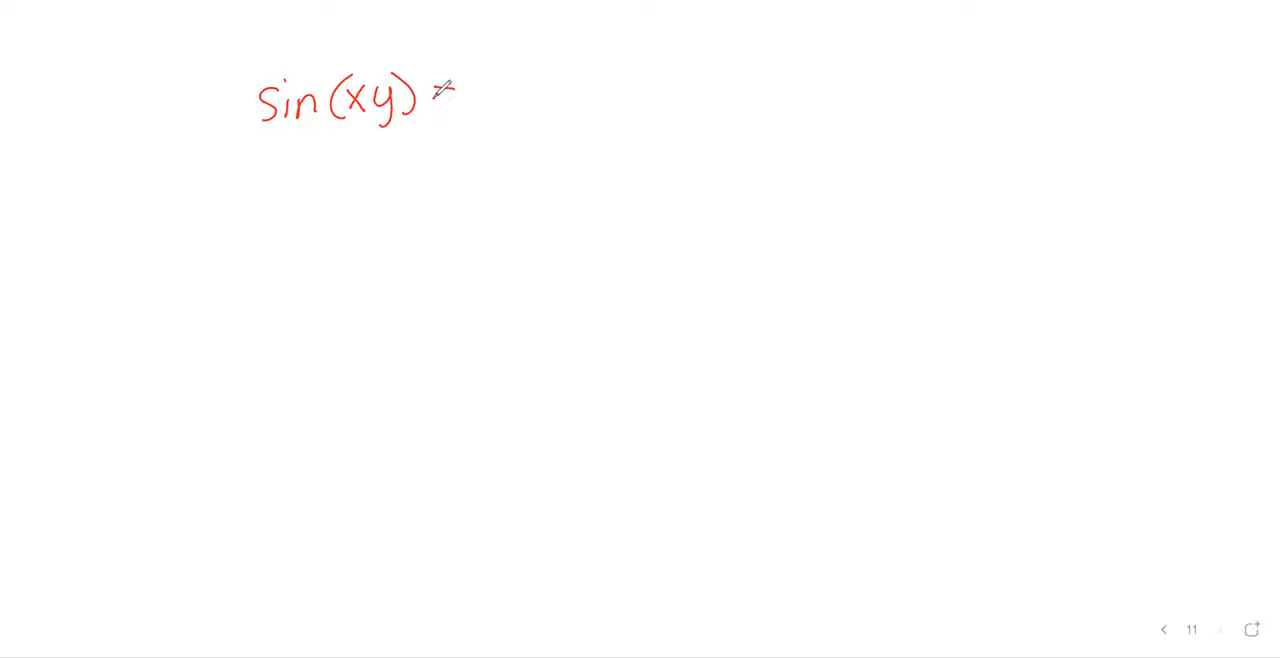 sin(xy) =
11